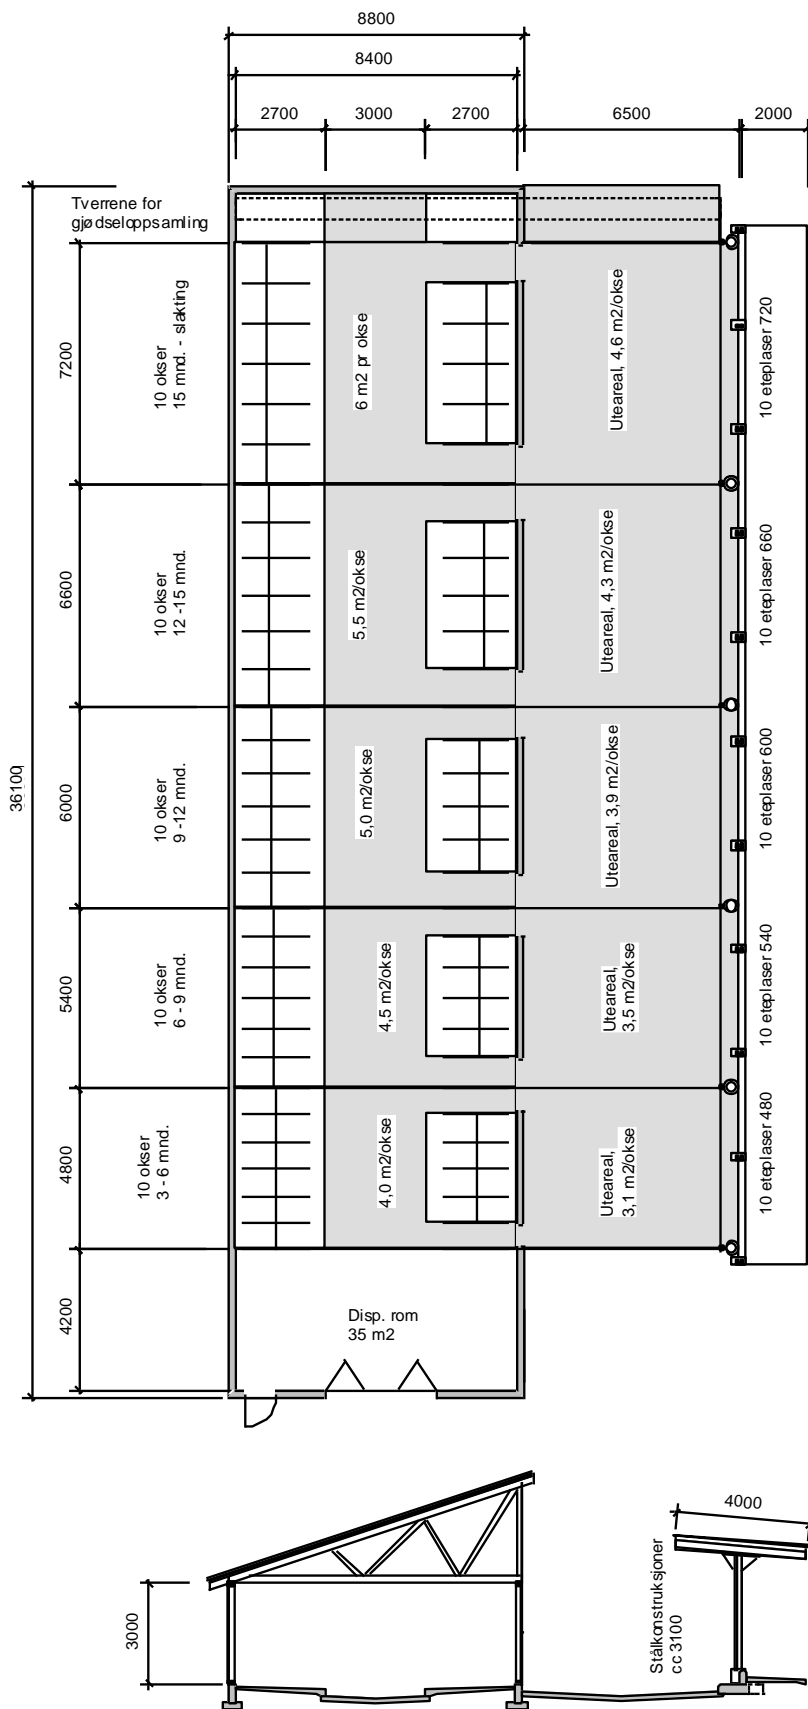 8800
8400
2700
3000
2700
6500
2000
Tverrene for
gjødseloppsamling
36100
7200
10 okser
15 mnd. - slakting
6 m2 pr okse
Uteareal, 4,6 m2/okse
10 eteplaser 720
6600
10 okser
12 -15 mnd.
5,5 m2/okse
Uteareal, 4,3 m2/okse
10 eteplaser 660
6000
10 okser
9 -12 mnd.
5,0 m2/okse
Uteareal, 3,9 m2/okse
10 eteplaser 600
5400
10 okser
6 - 9 mnd.
4,5 m2/okse
Uteareal,
3,5 m2/okse
10 eteplaser 540
4800
10 okser
3 - 6 mnd.
4,0 m2/okse
Uteareal,
3,1 m2/okse
10 eteplaser 480
4200
Disp. rom
35 m2
3000
4000
Stålkonstruksjoner
cc 3100